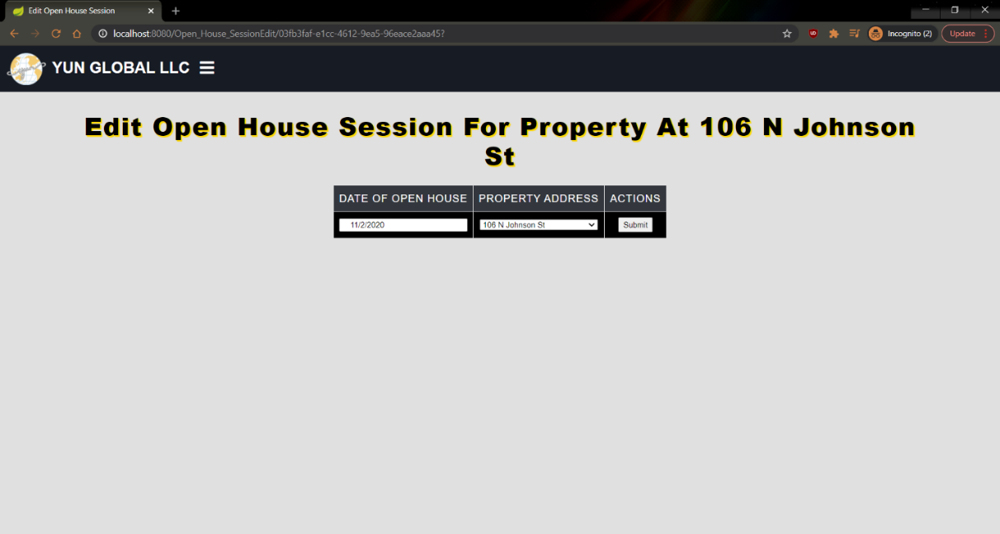 Edit Open House Session
localhost:8080/Open_House_SessionEdit/03fb3faf-e1cc-4612-9ea5-96eace2aaa45?
Incognito (2)
Update
YUN GLOBAL LLC
Edit Open House Session For Property At 106 N Johnson
St
DATE OF OPEN HOUSE PROPERTY ADDRESS ACTIONS
11/2/2020 106 N Johnson St Submit